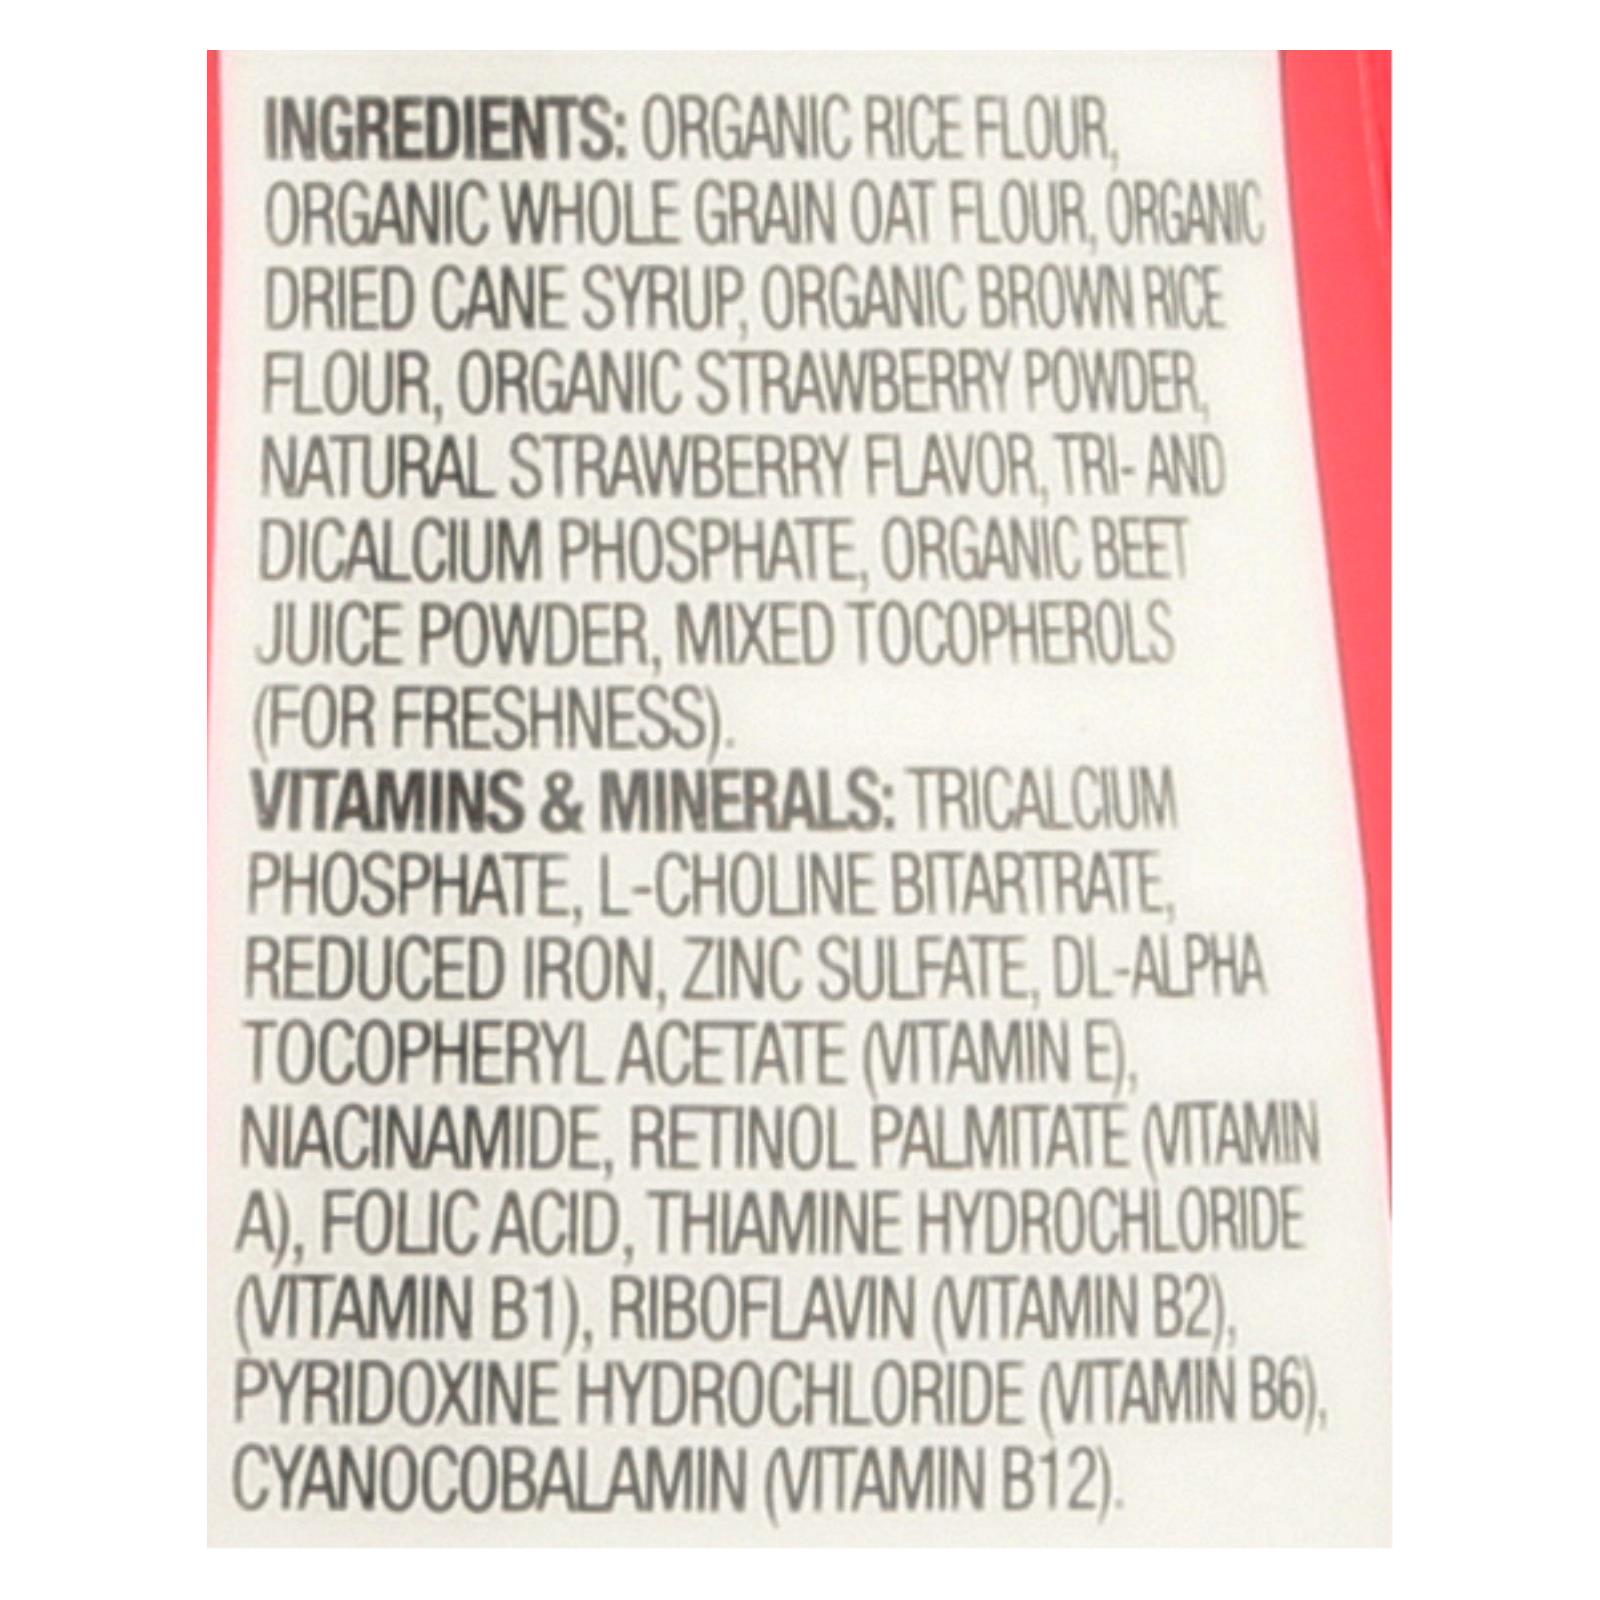 INGREDIENTS: ORGANIC RICE FLOUR,
ORGANIC WHOLE GRAIN OAT FLOUR, ORGANIC
DRIED CANE SYRUP, ORGANIC BROWN RICE
FLOUR, ORGANIC STRAWBERRY POWDER,
NATURAL STRAWBERRY FLAVOR, TRI- AND
DICALCIUM PHOSPHATE, ORGANIC BEET
JUICE POWDER, MIXED TOCOPHEROLS
(FOR FRESHNESS).
VITAMINS & MINERALS: TRICALCIUM
PHOSPHATE, L-CHOLINE BITARTRATE,
REDUCED IRON, ZINC SULFATE, DL-ALPHA
TOCOPHERYL ACETATE (VITAMIN E),
NIACINAMIDE, RETINOL PALMITATE (VITAMIN
A), FOLIC ACID, THIAMINE HYDROCHLORIDE
(VITAMIN B1), RIBOFLAVIN (VITAMIN B2),
PYRIDOXINE HYDROCHLORIDE (VITAMIN B6),
CYANOCOBALAMIN (VITAMIN B12).